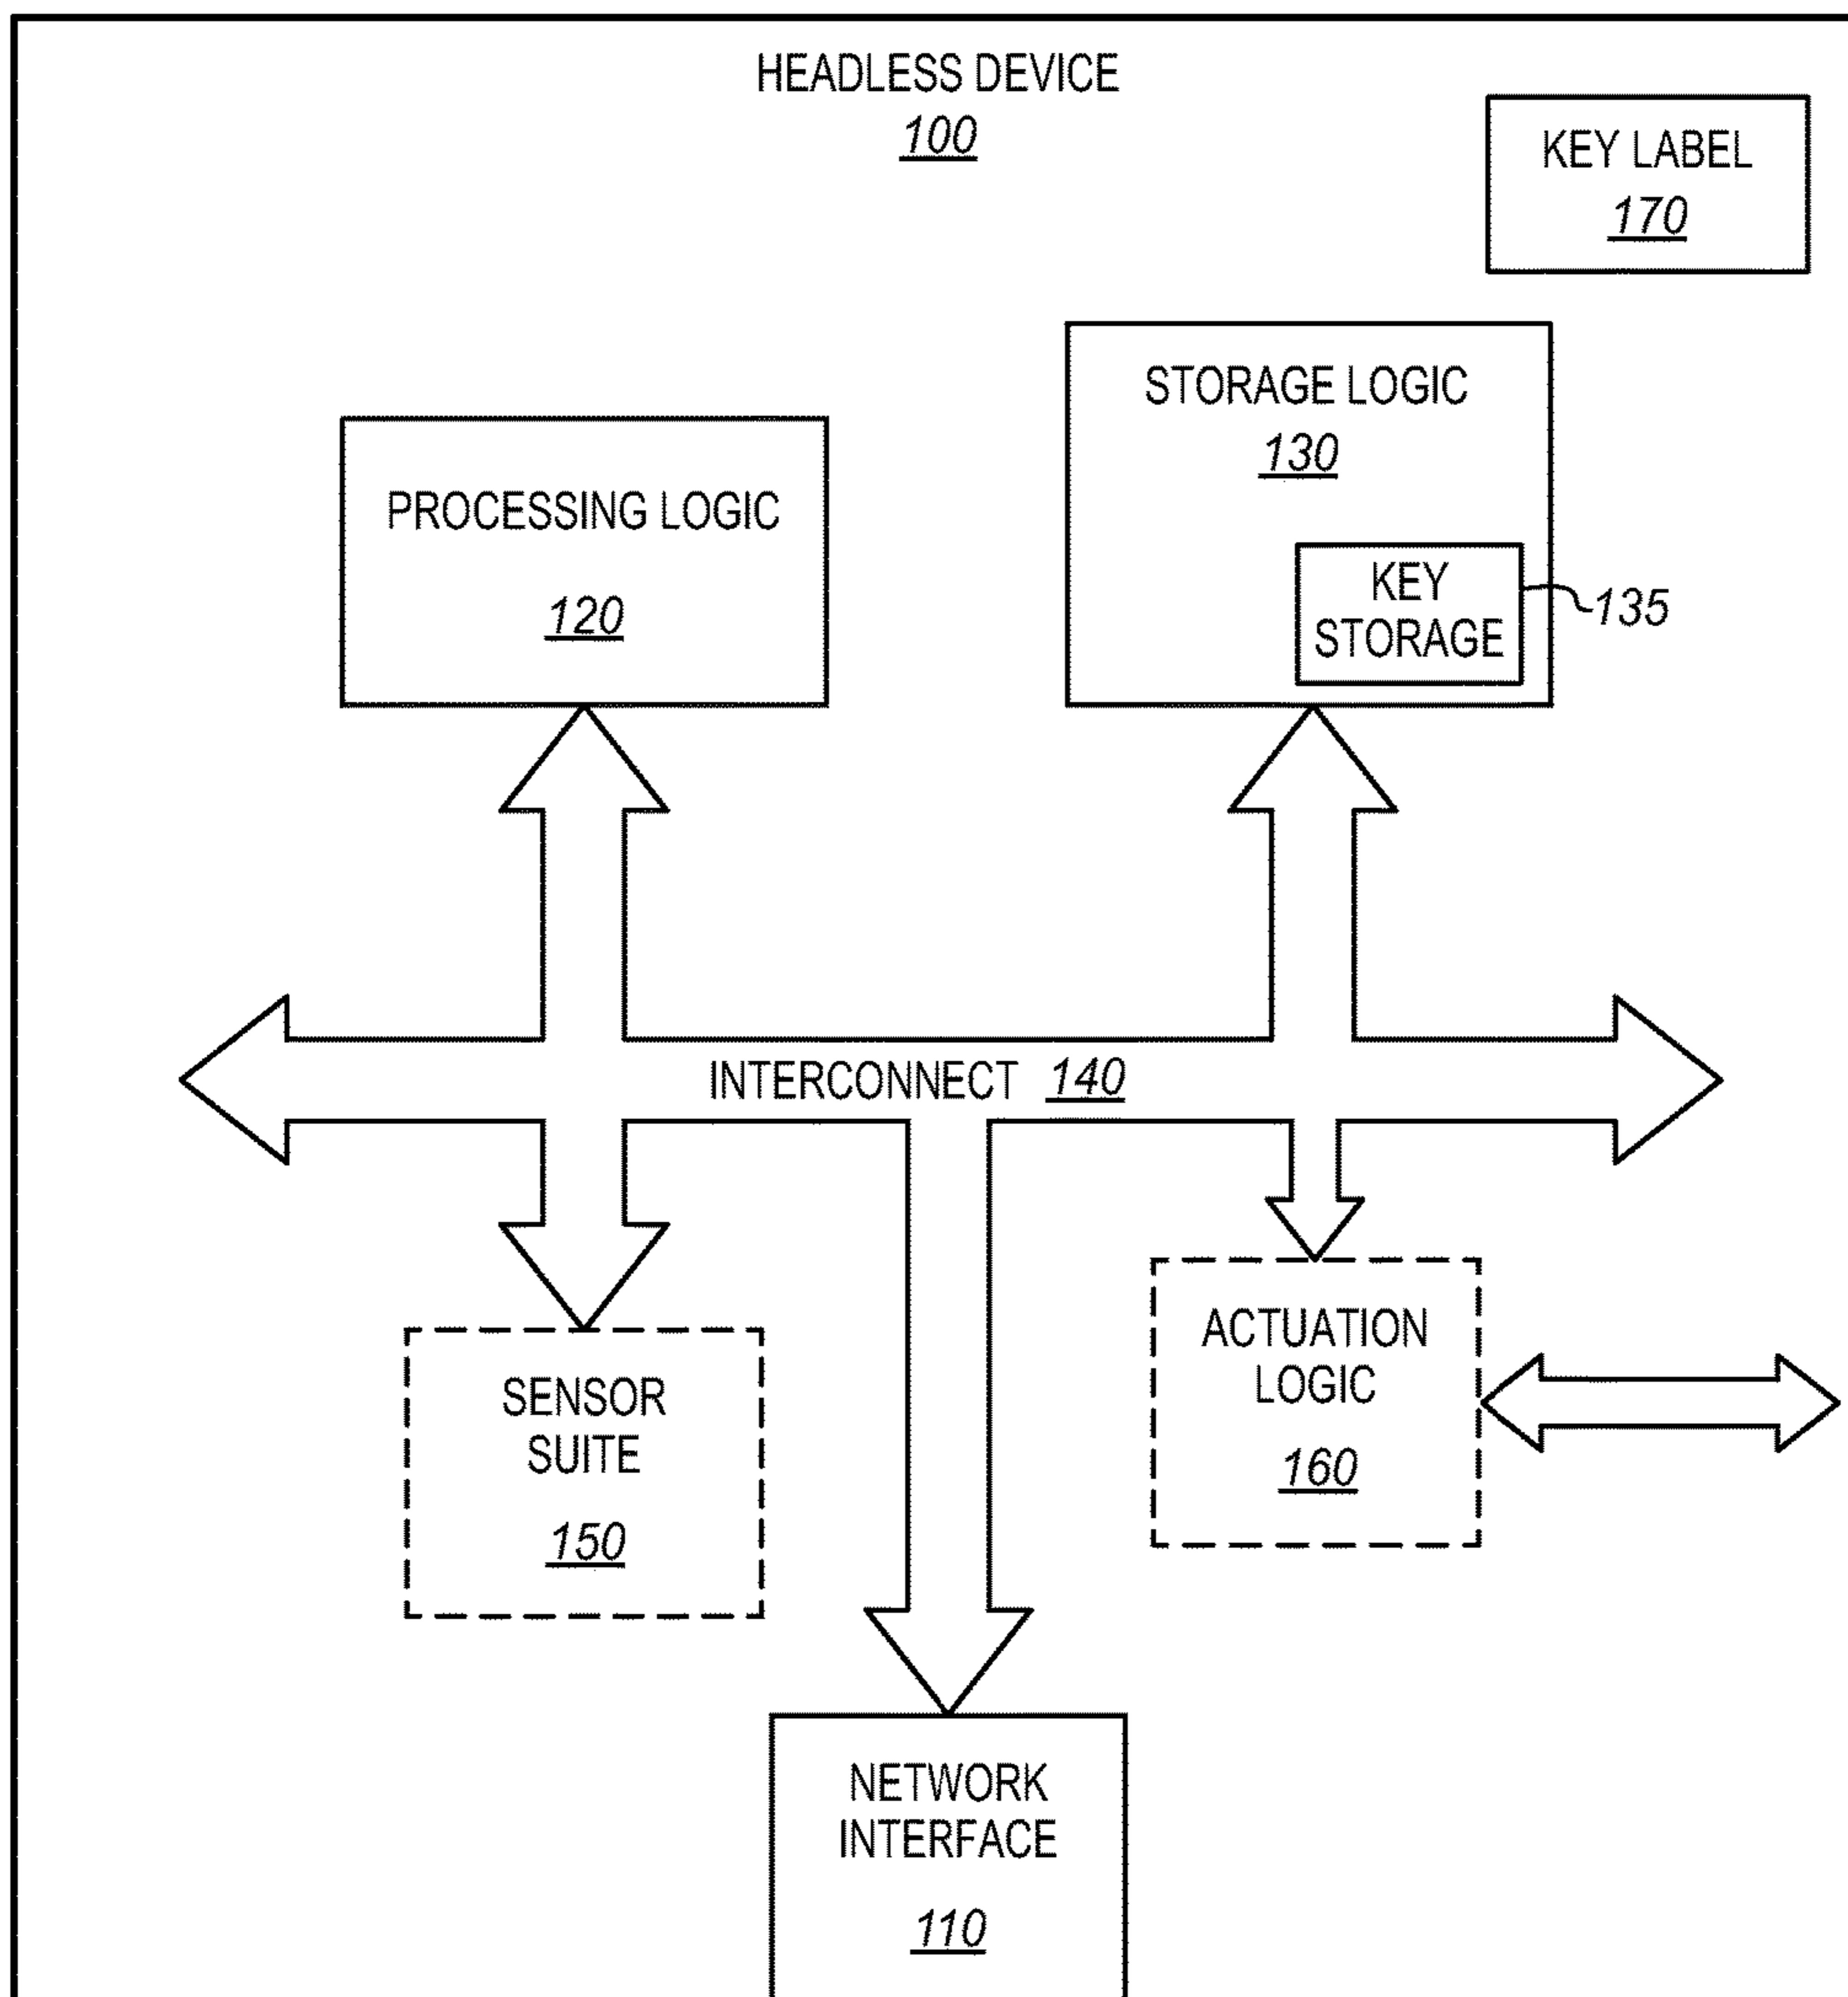 HEADLESS DEVICE
100
KEY LABEL
170
STORAGE LOGIC
130
KEY
STORAGE
135
PROCESSING LOGIC
120
INTERCONNECT 140
SENSOR
SUITE
150
ACTUATION
LOGIC
160
NETWORK
INTERFACE
110